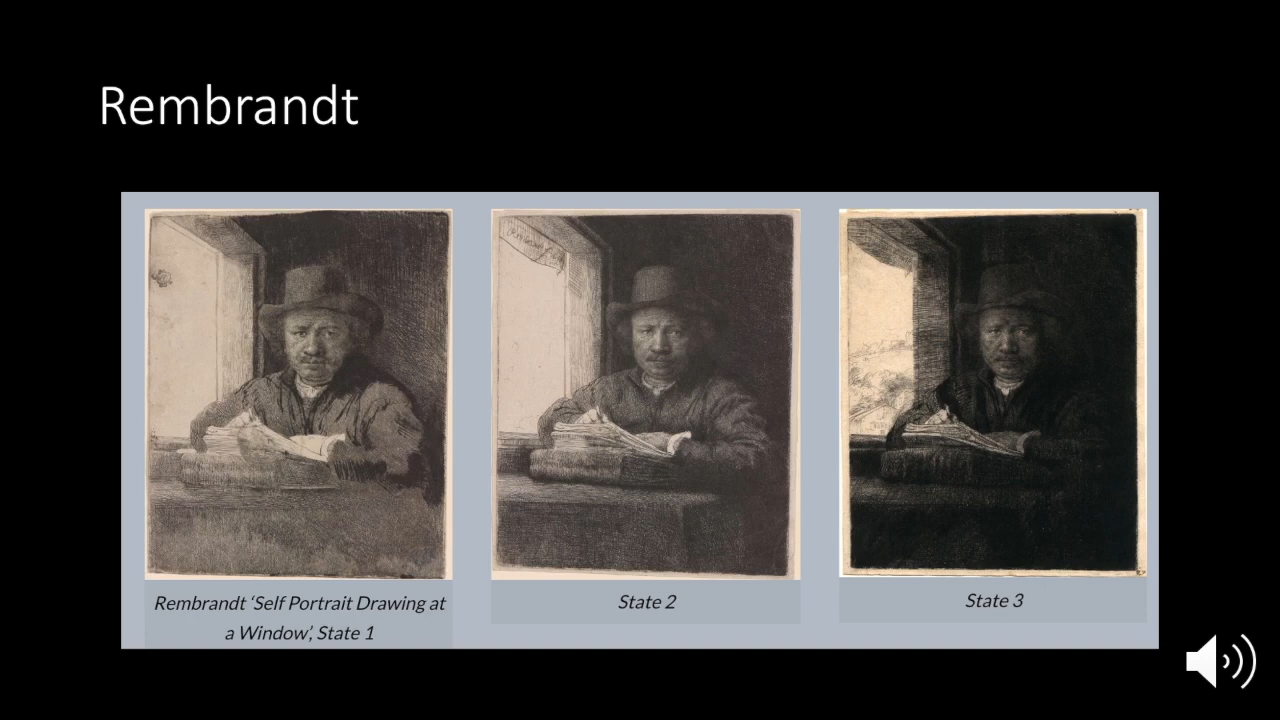 Rembrandt
Rembrandt ‘Self Portrait Drawing at
a Window’, State 1
State 2
State 3